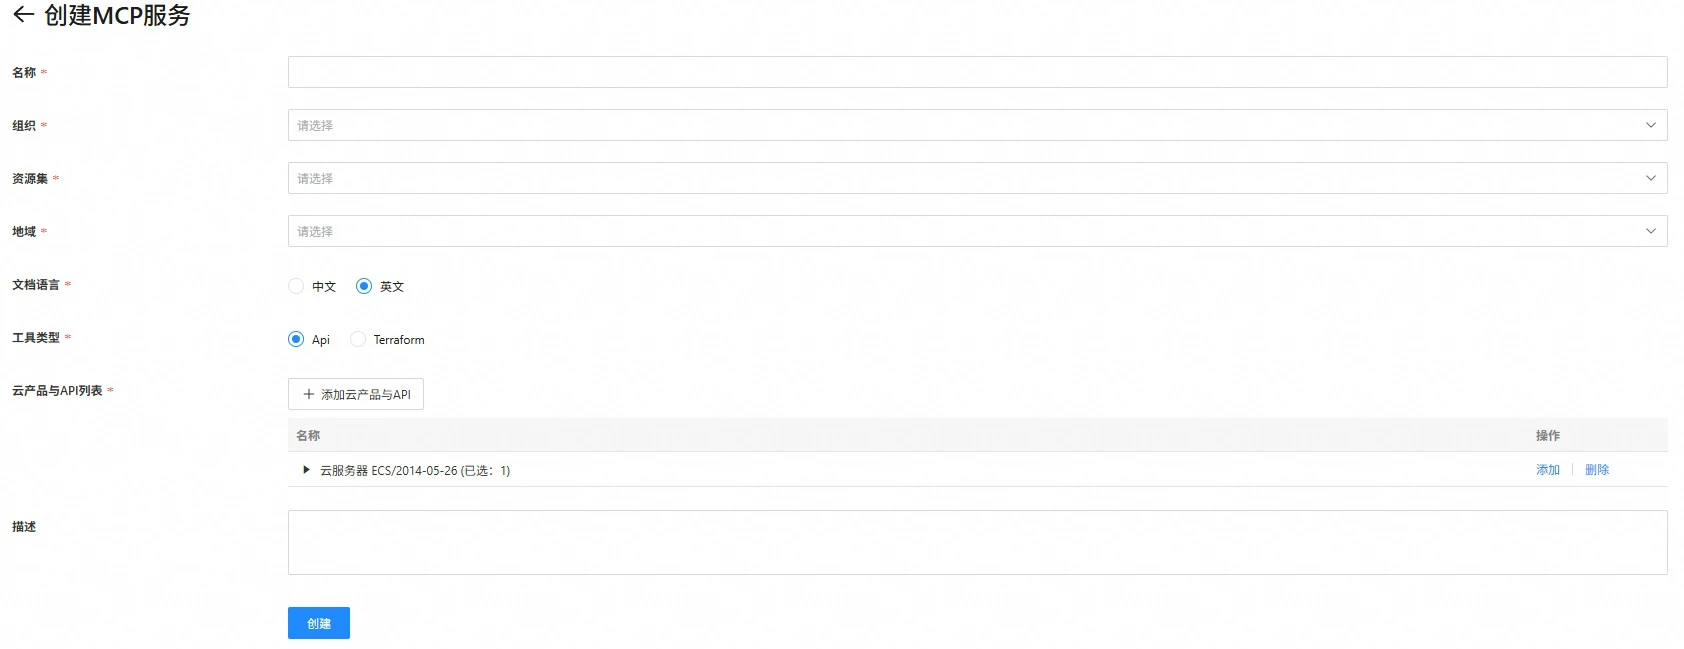 创建MCP服务
名称 *
组织 * 请选择
资源集 * 请选择
地域 * 请选择
文档语言 * 中文 英文
工具类型 * Api Terraform
云产品与API列表 * 添加云产品与API
名称 操作
云服务器 ECS/2014-05-26 (已选：1) 添加 删除
描述
创建